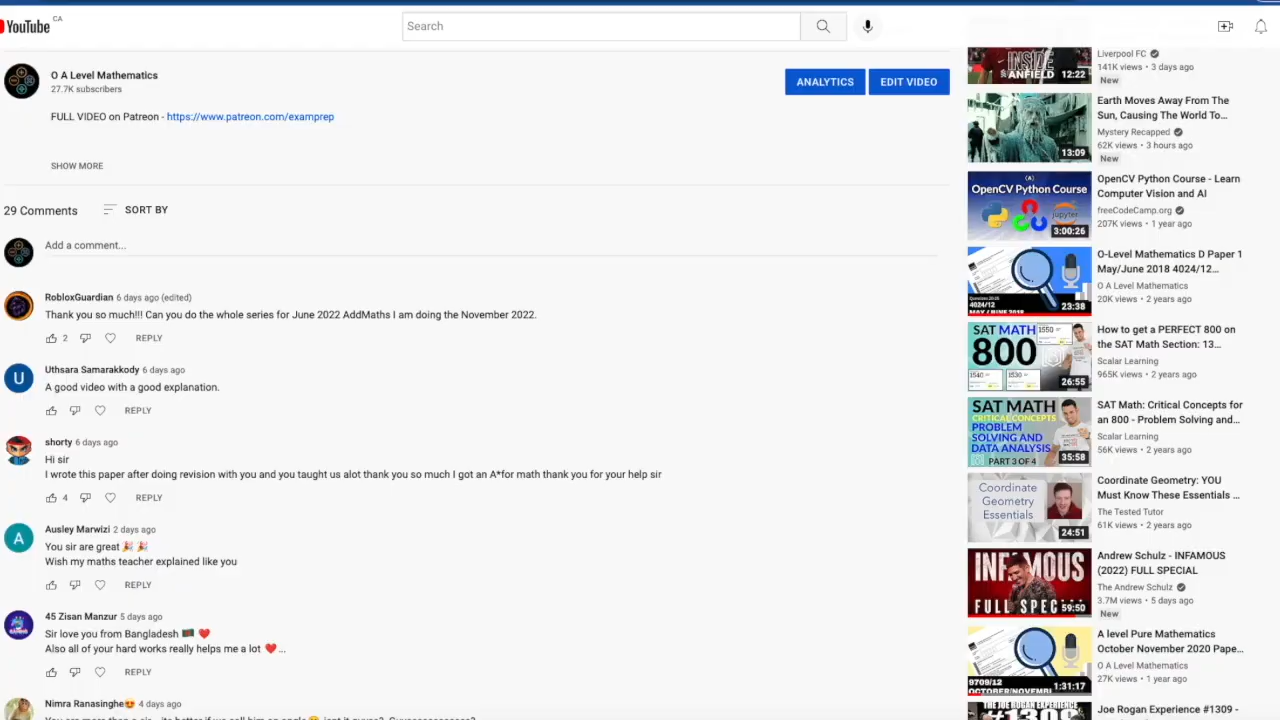 YouTube CA
Search
O A Level Mathematics
27.7K subscribers
ANALYTICS
EDIT VIDEO
FULL VIDEO on Patreon - https://www.patreon.com/examprep
SHOW MORE
29 Comments
SORT BY
Add a comment...
RobloxGuardian 6 days ago (edited)
Thank you so much!!! Can you do the whole series for June 2022 AddMaths I am doing the November 2022.
2
REPLY
U
Uthsara Samarakkody 6 days ago
A good video with a good explanation.
REPLY
shorty 6 days ago
Hi sir
I wrote this paper after doing revision with you and you taught us alot thank you so much I got an A*for math thank you for your help sir
4
REPLY
A
Ausley Marwizi 2 days ago
You sir are great🎉 🎉
Wish my maths teacher explained like you
REPLY
45 Zisan Manzur 5 days ago
Sir love you from Bangladesh 🇧🇩 ❤️
Also all of your hard works really helps me a lot ❤️...
REPLY
Nimra Ranasinghe😍 4 days ago
INSIDE
ANFIELD
12:22
Liverpool FC
141K views • 3 days ago
New
13:09
Earth Moves Away From The
Sun, Causing The World To...
Mystery Recapped
62K views • 3 hours ago
New
(A)
OpenCV Python Course
jupyter
3:00:26
OpenCV Python Course - Learn
Computer Vision and AI
freeCodeCamp.org
207K views • 1 year ago
4024/12
23:38
O-Level Mathematics D Paper 1
May/June 2018 4024/12...
O A Level Mathematics
20K views • 2 years ago
SAT MATH
800
1550
1540
1530
26:55
How to get a PERFECT 800 on
the SAT Math Section: 13...
Scalar Learning
965K views • 2 years ago
SAT MATH
CRITICAL CONCEPTS
PROBLEM
SOLVING AND
DATA ANALYSIS
PART 3 OF 4
35:58
SAT Math: Critical Concepts for
an 800 - Problem Solving and...
Scalar Learning
56K views • 2 years ago
Coordinate
Geometry
Essentials
24:51
Coordinate Geometry: YOU
Must Know These Essentials ...
The Tested Tutor
61K views • 2 years ago
INFAMOUS
FULL SPEC
59:50
Andrew Schulz - INFAMOUS
(2022) FULL SPECIAL
The Andrew Schulz
3.7M views • 5 days ago
New
9709/12
OCTOBER/NOVEMB
1:31:17
A level Pure Mathematics
October November 2020 Pape...
O A Level Mathematics
27K views • 1 year ago
THE JOE ROGAN EXPERIENCE
#1309
Joe Rogan Experience #1309 -